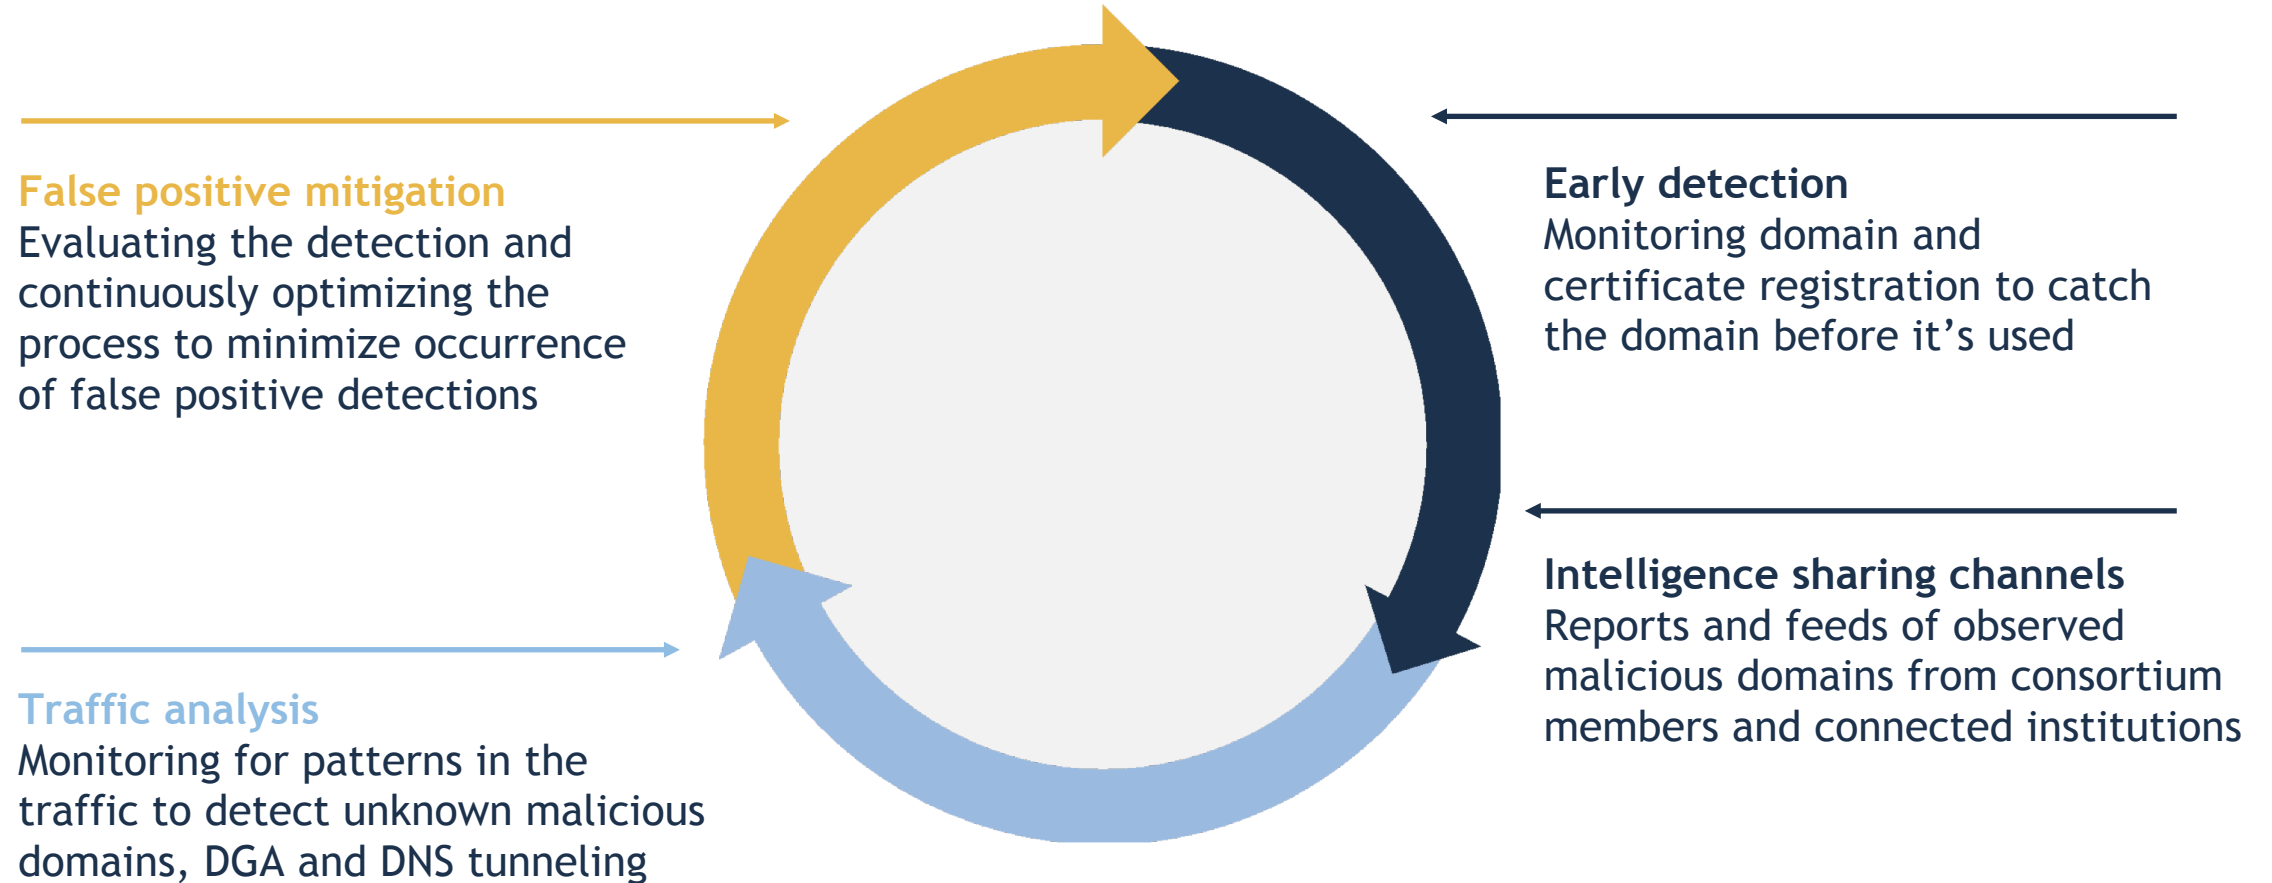 False positive mitigation
Evaluating the detection and
continuously optimizing the
process to minimize occurrence
of false positive detections
Early detection
Monitoring domain and
certificate registration to catch
the domain before it’s used
Intelligence sharing channels
Reports and feeds of observed
malicious domains from consortium
members and connected institutions
Traffic analysis
Monitoring for patterns in the
traffic to detect unknown malicious
domains, DGA and DNS tunneling